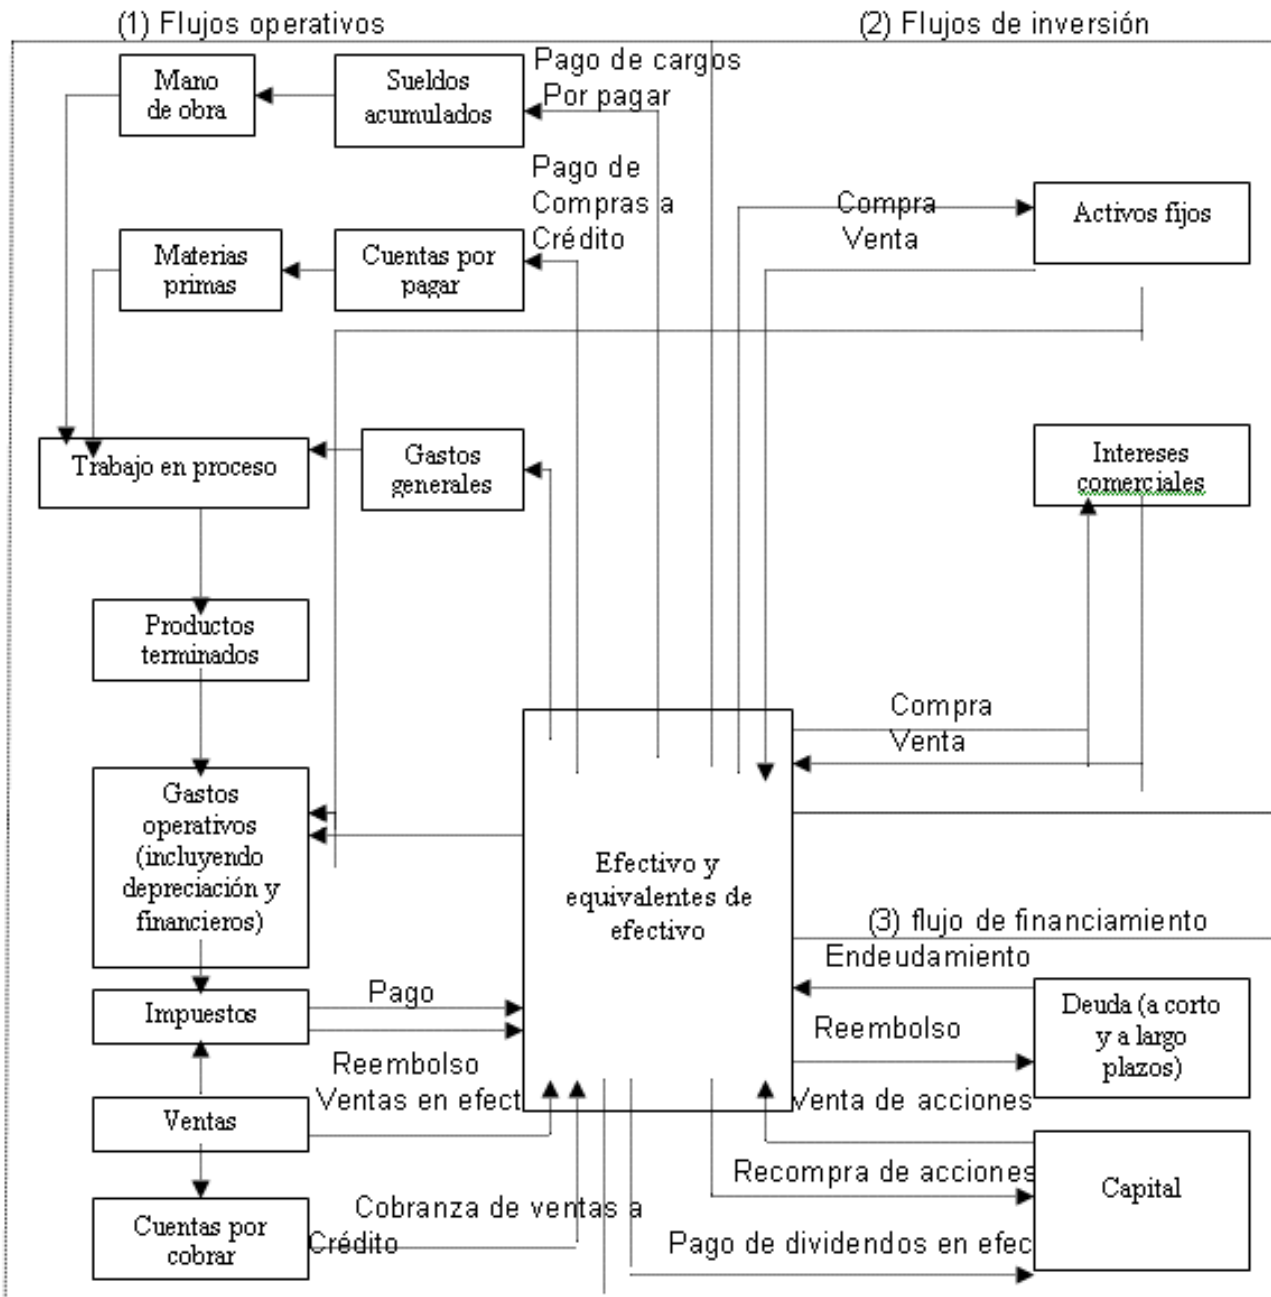 (1) Flujos operativos
(2) Flujos de inversión
Mano
de obra
Sueldos
acumulados
Pago de cargos
Por pagar
Pago de
Compras a
Crédito
Compra
Venta
Activos fijos
Materias
primas
Cuentas por
pagar
Trabajo en proceso
Gastos
generales
Intereses
comerciales
Productos
terminados
Compra
Venta
Gastos
operativos
(incluyendo
depreciación y
financieros)
Efectivo y
equivalentes de
efectivo
(3) flujo de financiamiento
Endeudamiento
Impuestos
Pago
Reembolso
Deuda (a corto
y a largo
plazos)
Reembolso
Ventas en efect
Venta de acciones
Ventas
Recompra de acciones
Capital
Cuentas por
cobrar
Cobranza de ventas a
Crédito
Pago de dividendos en efec